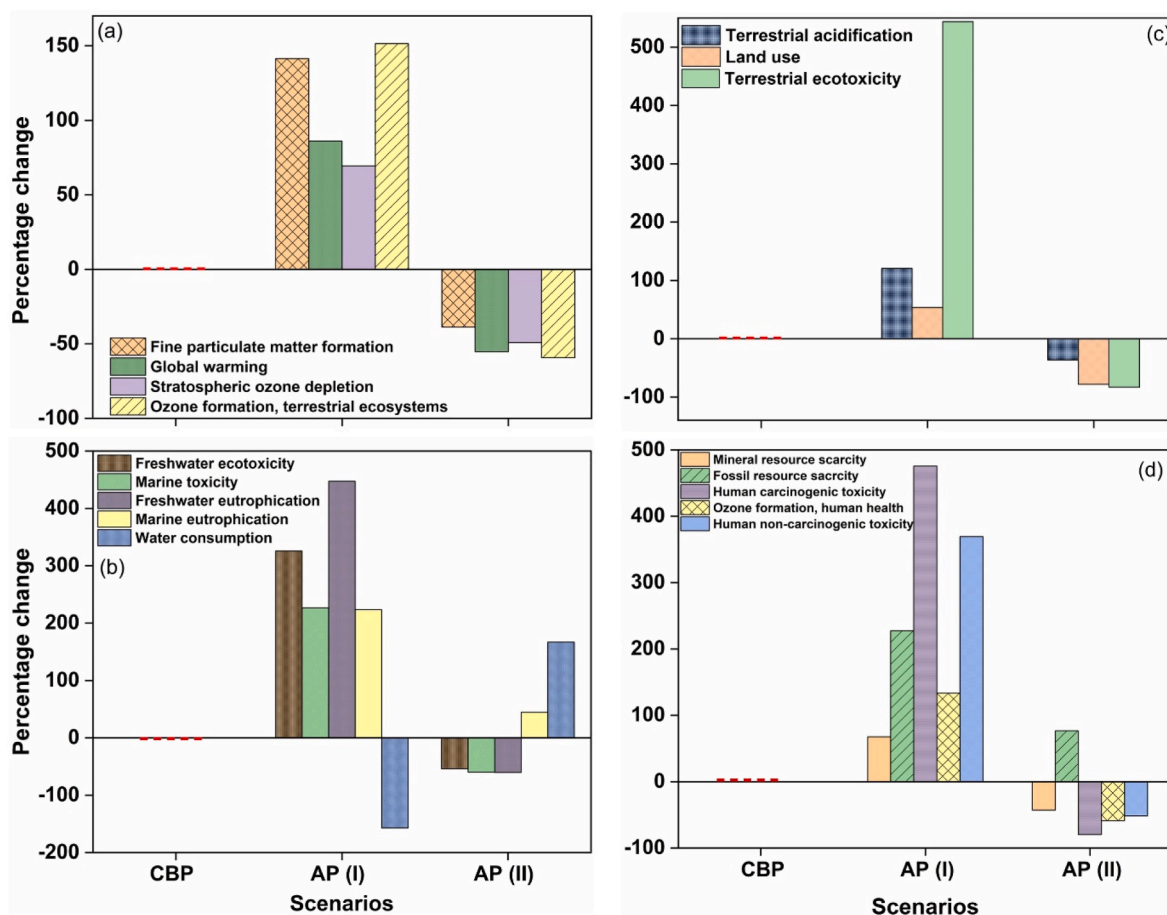 (a)
Percentage change
150
100
50
0
-50
-100
Fine particulate matter formation
Global warming
Stratospheric ozone depletion
Ozone formation, terrestrial ecosystems
(c)
500
400
300
200
100
0
-100
Terrestrial acidification
Land use
Terrestrial ecotoxicity
(b)
Percentage change
500
400
300
200
100
0
-100
-200
Freshwater ecotoxicity
Marine toxicity
Freshwater eutrophication
Marine eutrophication
Water consumption
CBP
AP (I)
AP (II)
Scenarios
(d)
500
400
300
200
100
0
-100
Mineral resource scarcity
Fossil resource sacrcity
Human carcinogenic toxicity
Ozone formation, human health
Human non-carcinogenic toxicity
CBP
AP (I)
AP (II)
Scenarios